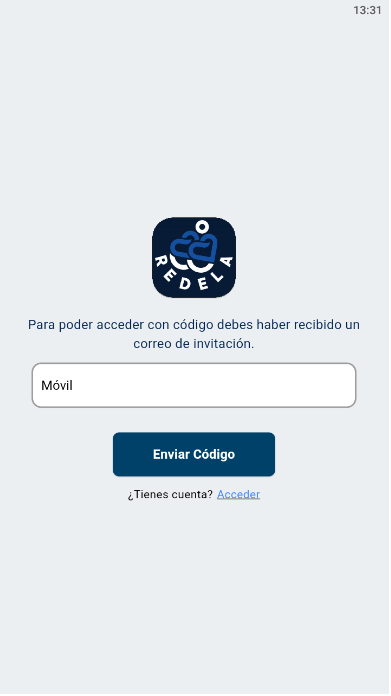 13:31
REDELA
Para poder acceder con código debes haber recibido un
correo de invitación.
Móvil
Enviar Código
¿Tienes cuenta? Acceder